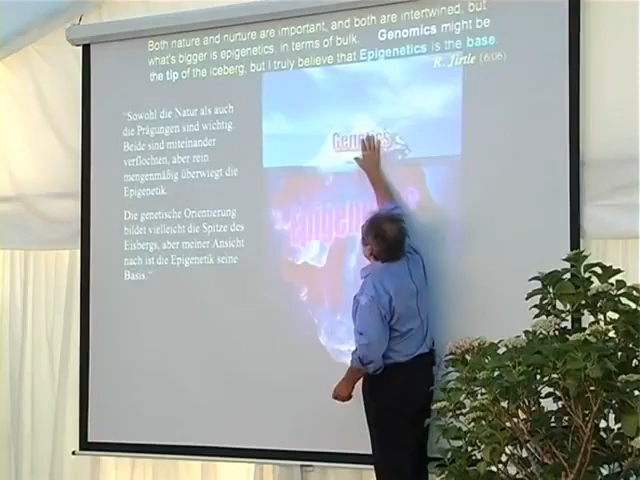 Both nature and nurture are important, and both are intertwined, but
what's bigger is epigenetics, in terms of bulk. Genomics might be
the tip of the iceberg, but I truly believe that Epigenetics is the base.
R. Jirtle (6:06)
"Sowohl die Natur als auch
die Prägungen sind wichtig.
Beide sind miteinander
verflochten, aber rein
mengenmäßig überwiegt die
Epigenetik.
Die genetische Orientierung
bildet vielleicht die Spitze des
Eisbergs, aber meiner Ansicht
nach ist die Epigenetik seine
Basis."